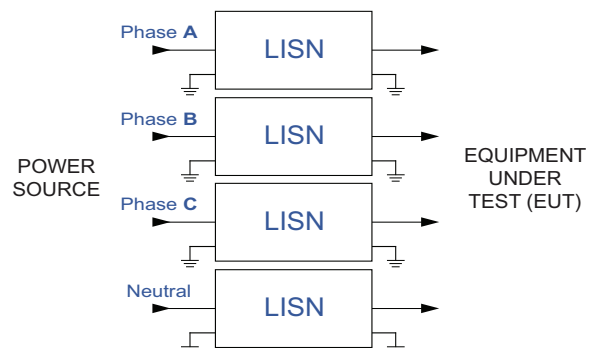 Phase A
LISN
Phase B
LISN
POWER
SOURCE
EQUIPMENT
UNDER
TEST (EUT)
Phase C
LISN
Neutral
LISN